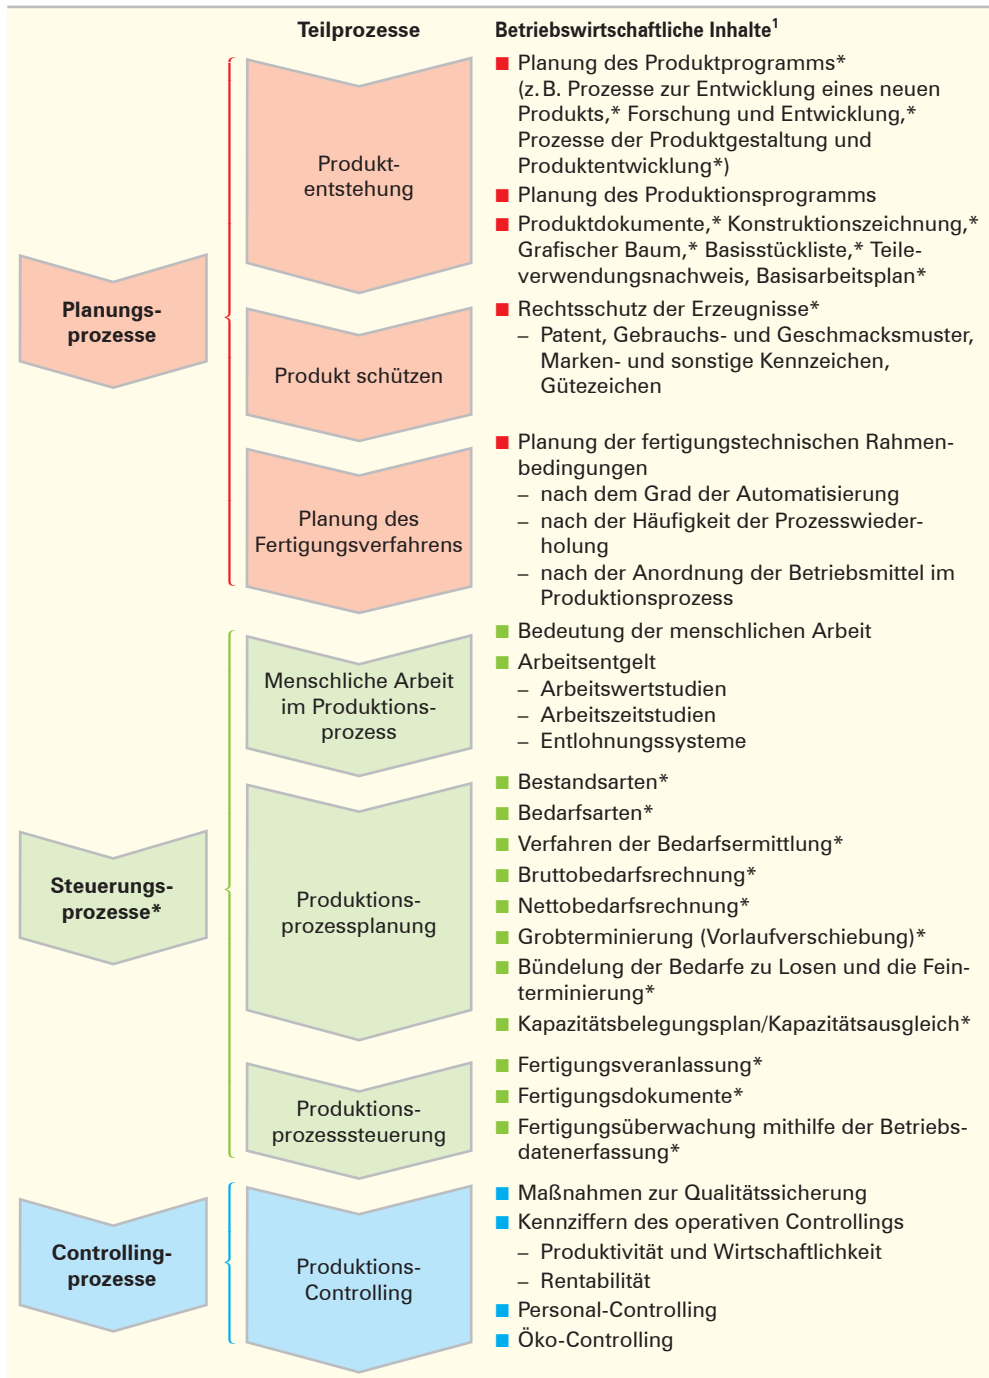 Teilprozesse
Betriebswirtschaftliche Inhalte¹
Planungs-
prozesse
Produkt-
entstehung
■ Planung des Produktprogramms*
(z. B. Prozesse zur Entwicklung eines neuen
Produkts,* Forschung und Entwicklung,*
Prozesse der Produktgestaltung und
Produktentwicklung*)
■ Planung des Produktionsprogramms
■ Produktdokumente,* Konstruktionszeichnung,*
Grafischer Baum,* Basisstückliste,* Teile-
verwendungsnachweis, Basisarbeitsplan*
Produkt schützen
■ Rechtsschutz der Erzeugnisse*
– Patent, Gebrauchs- und Geschmacksmuster,
Marken- und sonstige Kennzeichen,
Gütezeichen
Planung des
Fertigungsverfahrens
■ Planung der fertigungstechnischen Rahmen-
bedingungen
– nach dem Grad der Automatisierung
– nach der Häufigkeit der Prozesswieder-
holung
– nach der Anordnung der Betriebsmittel im
Produktionsprozess
Steuerungs-
prozesse*
Menschliche Arbeit
im Produktions-
prozess
■ Bedeutung der menschlichen Arbeit
■ Arbeitsentgelt
– Arbeitswertstudien
– Arbeitszeitstudien
– Entlohnungssysteme
Produktions-
prozessplanung
■ Bestandsarten*
■ Bedarfsarten*
■ Verfahren der Bedarfsermittlung*
■ Bruttobedarfsrechnung*
■ Nettobedarfsrechnung*
■ Grobterminierung (Vorlaufverschiebung)*
■ Bündelung der Bedarfe zu Losen und die Fein-
terminierung*
■ Kapazitätsbelegungsplan/Kapazitätsausgleich*
Produktions-
prozesssteuerung
■ Fertigungsveranlassung*
■ Fertigungsdokumente*
■ Fertigungsüberwachung mithilfe der Betriebs-
datenerfassung*
Controlling-
prozesse
Produktions-
Controlling
■ Maßnahmen zur Qualitätssicherung
■ Kennziffern des operativen Controllings
– Produktivität und Wirtschaftlichkeit
– Rentabilität
■ Personal-Controlling
■ Öko-Controlling